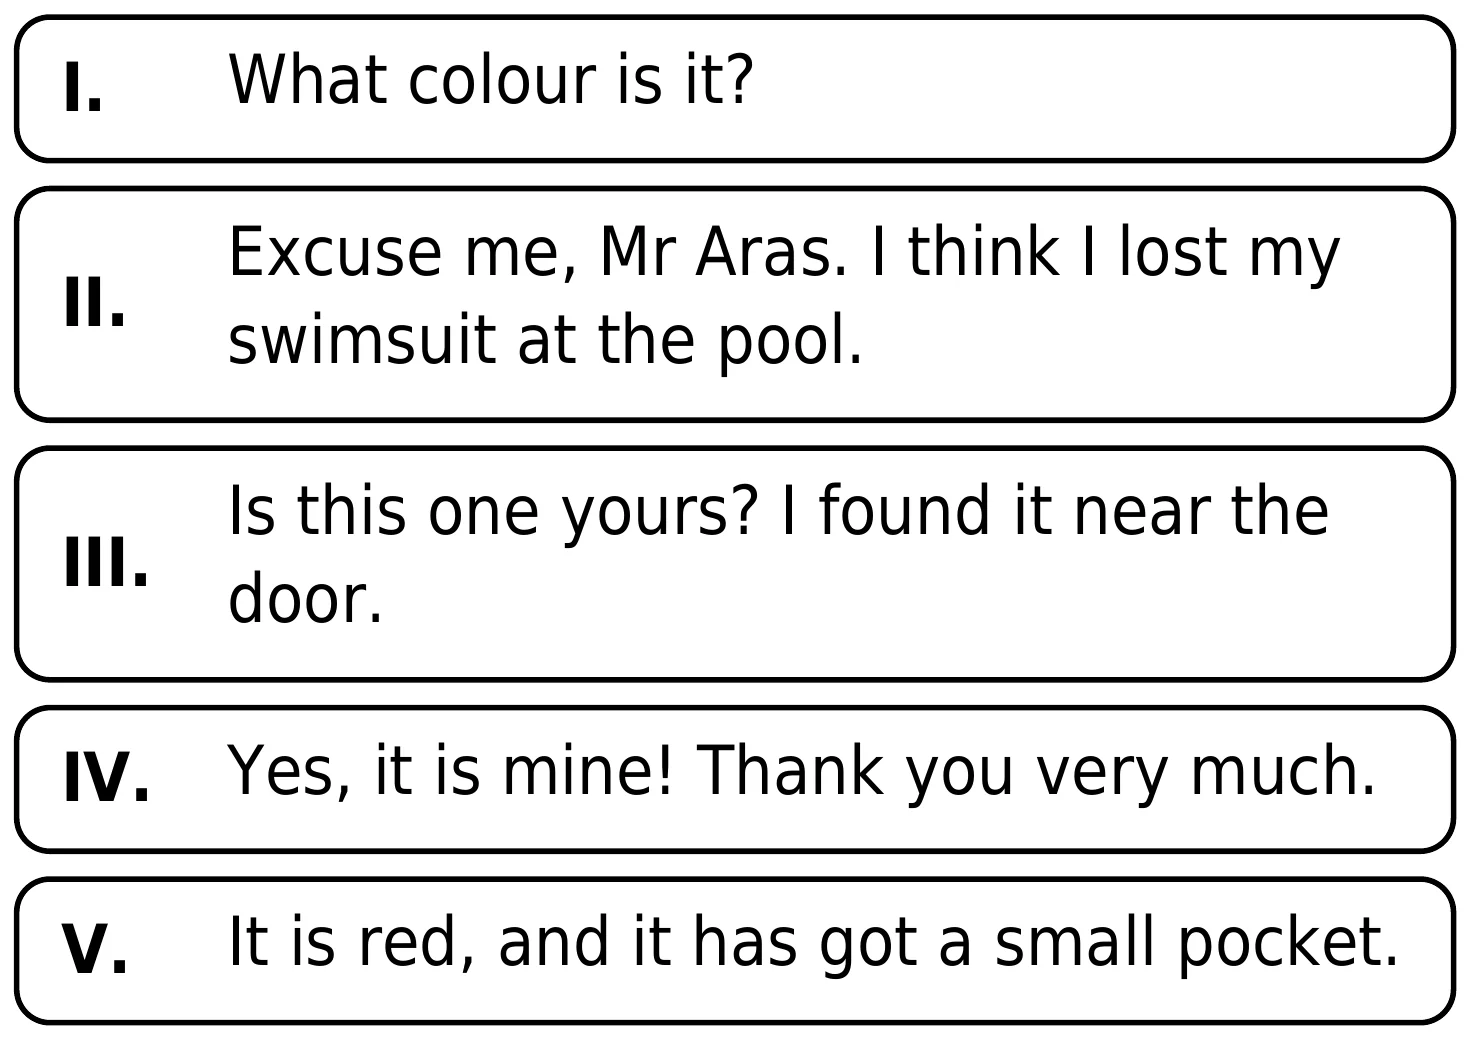 I. What colour is it?
II. Excuse me, Mr Aras. I think I lost my
swimsuit at the pool.
III. Is this one yours? I found it near the
door.
IV. Yes, it is mine! Thank you very much.
V. It is red, and it has got a small pocket.